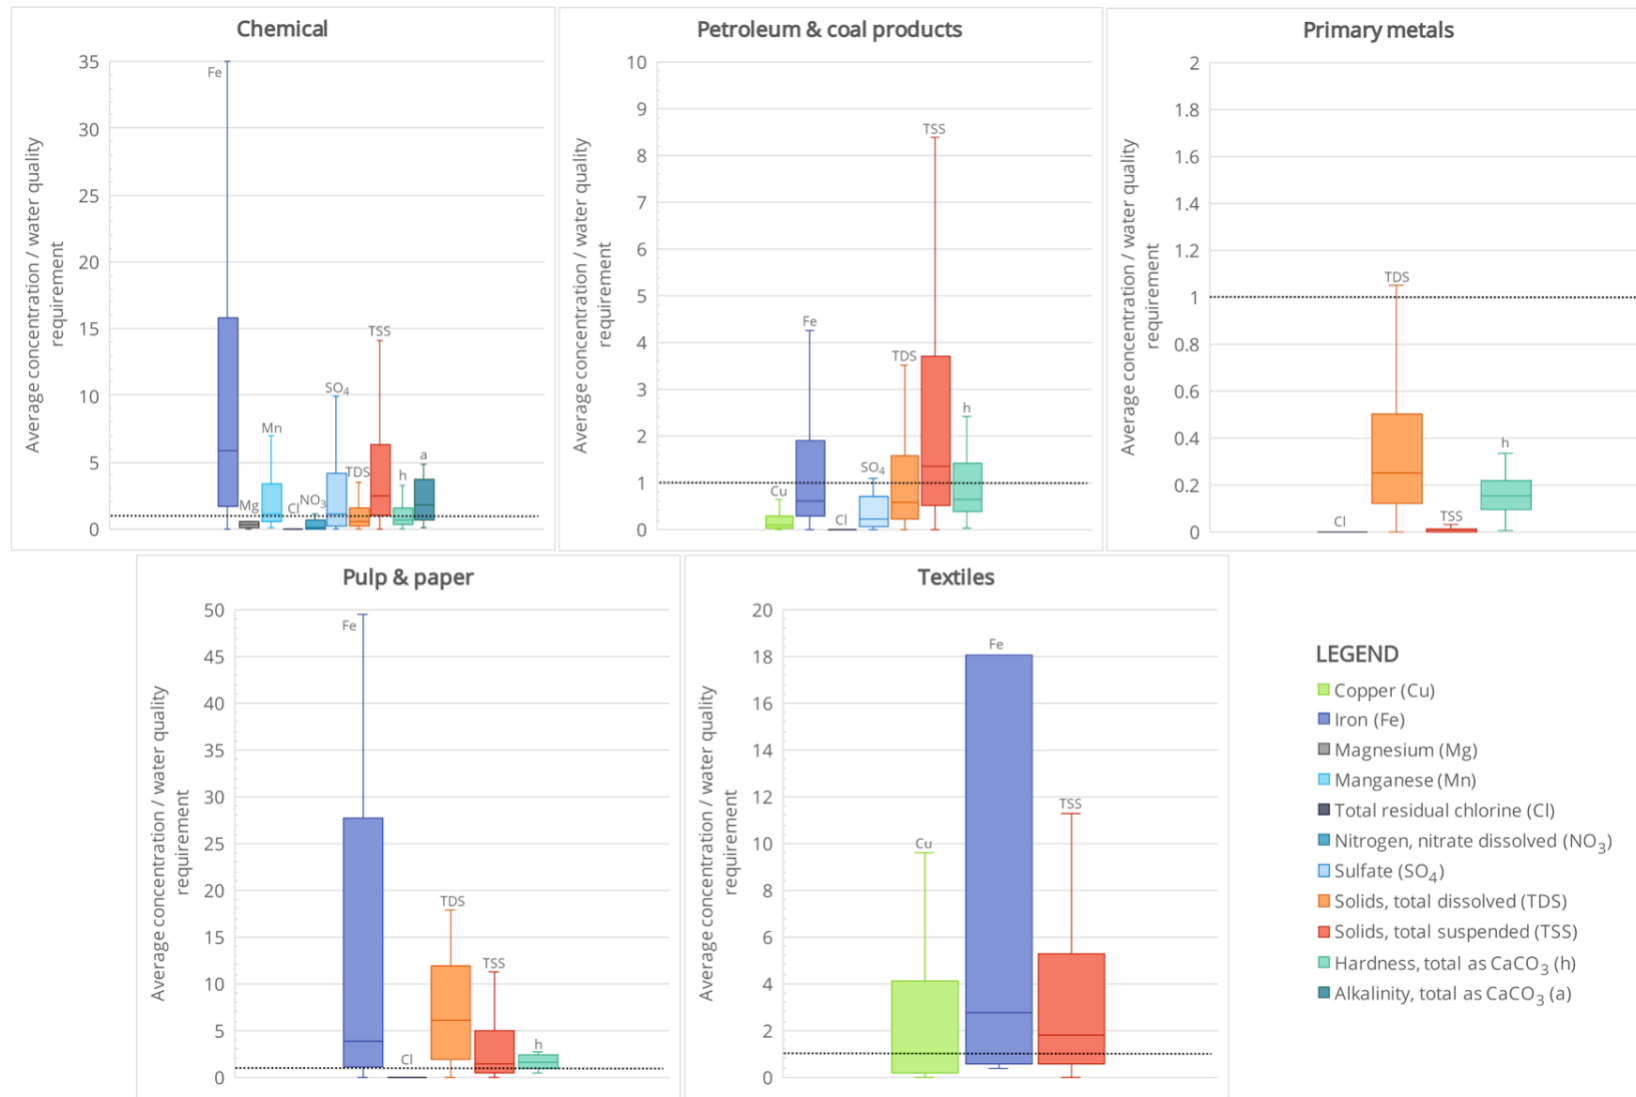 Chemical
Average concentration / water quality
requirement
35
30
25
20
15
10
5
0
Fe
Mg
Mn
Cl
NO3
SO4
TDS
TSS
h
a
Petroleum & coal products
Average concentration / water quality
requirement
10
9
8
7
6
5
4
3
2
1
0
Cu
Fe
Cl
SO4
TDS
TSS
h
Primary metals
Average concentration / water quality
requirement
2
1.8
1.6
1.4
1.2
1
0.8
0.6
0.4
0.2
0
Cl
TDS
TSS
h
Pulp & paper
Average concentration / water quality
requirement
50
45
40
35
30
25
20
15
10
5
0
Fe
Cl
TDS
TSS
h
Textiles
Average concentration / water quality
requirement
20
18
16
14
12
10
8
6
4
2
0
Cu
Fe
TSS
LEGEND
Copper (Cu)
Iron (Fe)
Magnesium (Mg)
Manganese (Mn)
Total residual chlorine (Cl)
Nitrogen, nitrate dissolved (NO3)
Sulfate (SO4)
Solids, total dissolved (TDS)
Solids, total suspended (TSS)
Hardness, total as CaCO3 (h)
Alkalinity, total as CaCO3 (a)